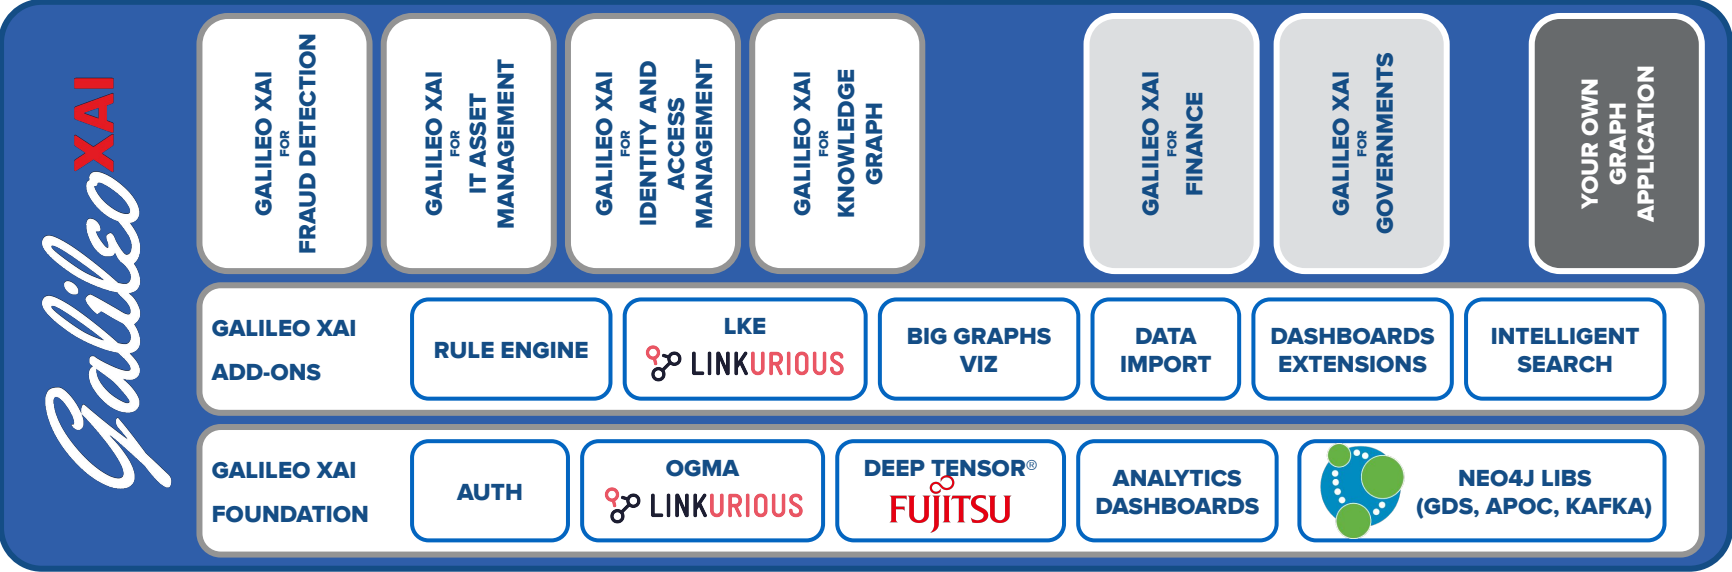 Galileo XAI
GALILEO XAI
FOR
FRAUD DETECTION
GALILEO XAI
FOR
IT ASSET
MANAGEMENT
GALILEO XAI
FOR
IDENTITY AND
ACCESS
MANAGEMENT
GALILEO XAI
FOR
KNOWLEDGE
GRAPH
GALILEO XAI
FOR
FINANCE
GALILEO XAI
FOR
GOVERNMENTS
YOUR OWN
GRAPH
APPLICATION
GALILEO XAI
ADD-ONS
RULE ENGINE
LKE
LINKURIOUS
BIG GRAPHS
VIZ
DATA
IMPORT
DASHBOARDS
EXTENSIONS
INTELLIGENT
SEARCH
GALILEO XAI
FOUNDATION
AUTH
OGMA
LINKURIOUS
DEEP TENSOR®
FUJITSU
ANALYTICS
DASHBOARDS
NEO4J LIBS
(GDS, APOC, KAFKA)